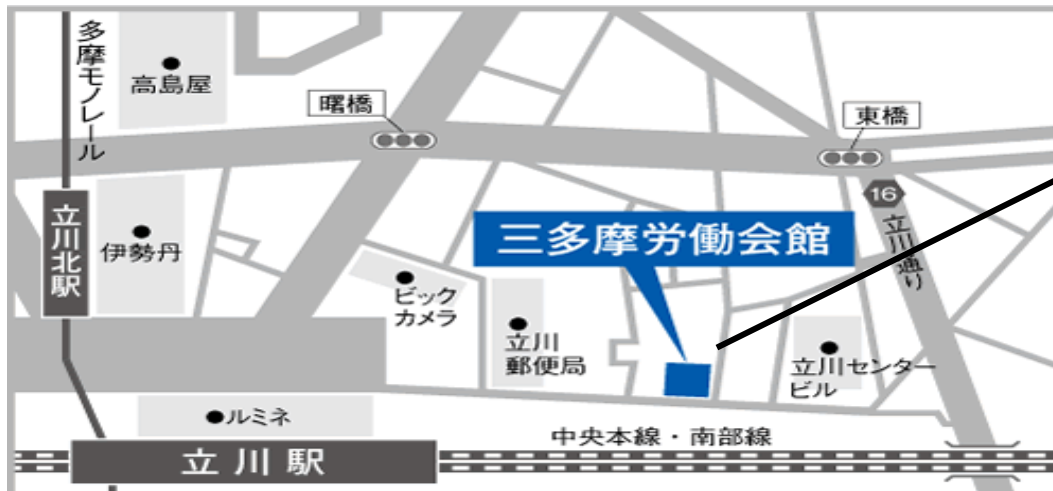 多摩モノレール
高島屋
曙橋
東橋
16
立川通り
立川北駅
伊勢丹
三多摩労働会館
ビック
カメラ
立川
郵便局
立川センター
ビル
ルミネ
中央本線・南部線
立川駅